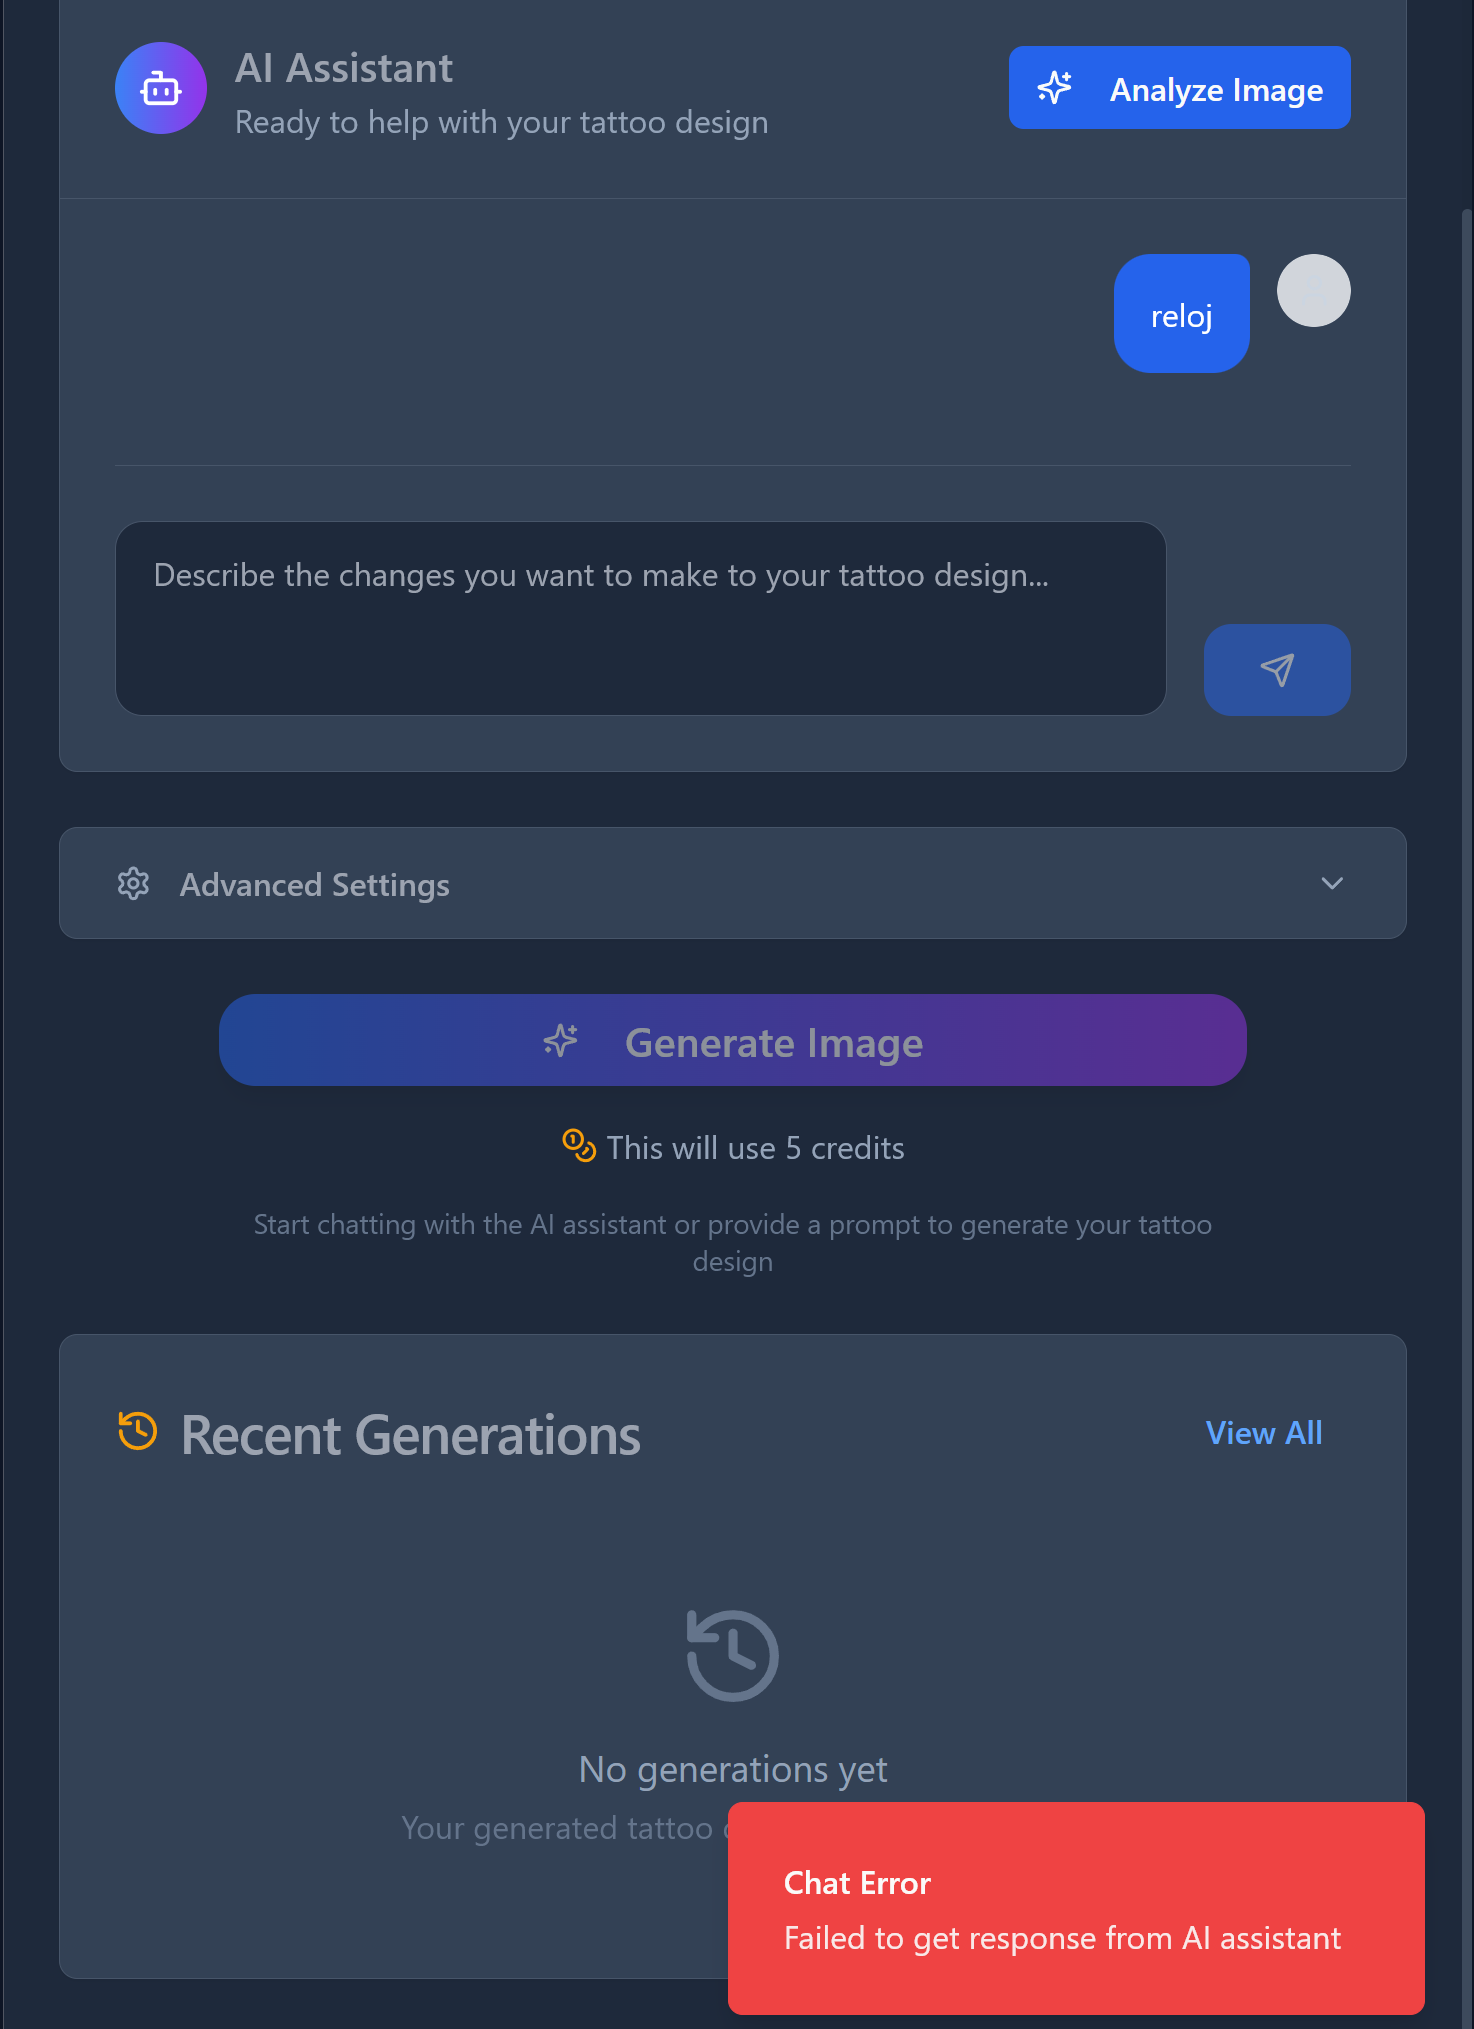 AI Assistant
Ready to help with your tattoo design
Analyze Image
reloj
Describe the changes you want to make to your tattoo design...
Advanced Settings
Generate Image
This will use 5 credits
Start chatting with the AI assistant or provide a prompt to generate your tattoo
design
Recent Generations
View All
No generations yet
Your generated tattoo
Chat Error
Failed to get response from AI assistant